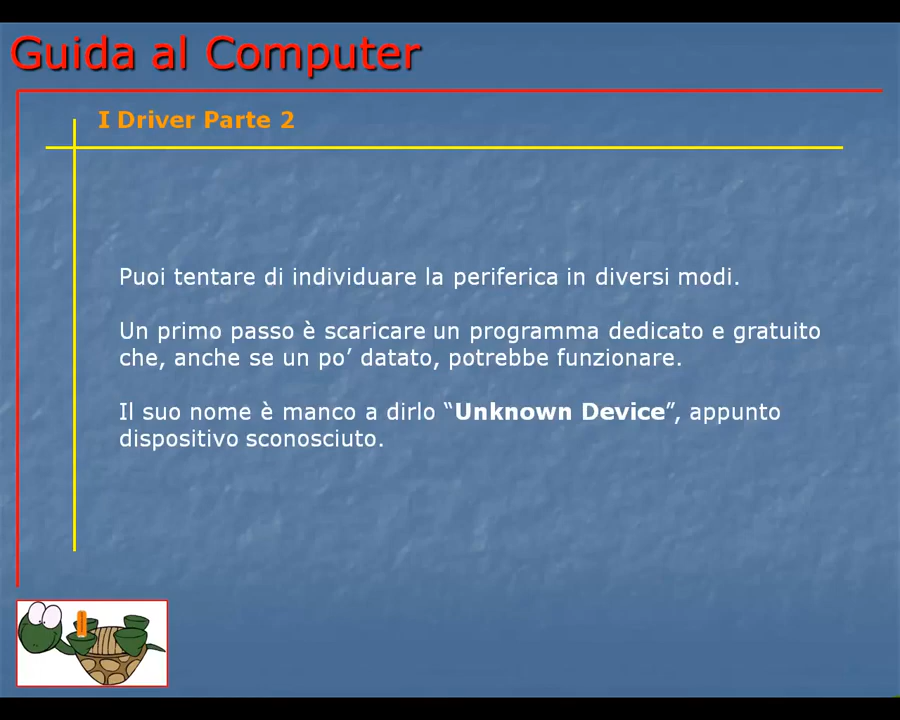 Guida al Computer
I Driver Parte 2
Puoi tentare di individuare la periferica in diversi modi.
Un primo passo è scaricare un programma dedicato e gratuito
che, anche se un po’ datato, potrebbe funzionare.
Il suo nome è manco a dirlo “Unknown Device”, appunto
dispositivo sconosciuto.